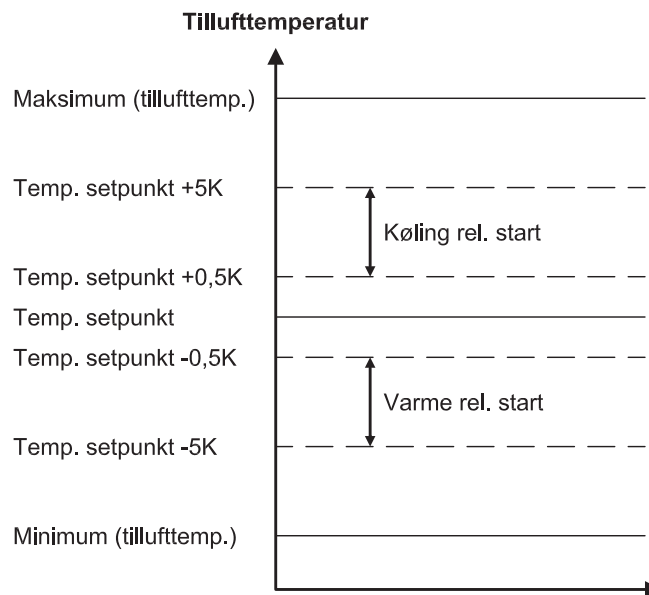 Tillufttemperatur
Maksimum (tillufttemp.)
Temp. setpunkt +5K
Køling rel. start
Temp. setpunkt +0,5K
Temp. setpunkt
Temp. setpunkt -0,5K
Varme rel. start
Temp. setpunkt -5K
Minimum (tillufttemp.)